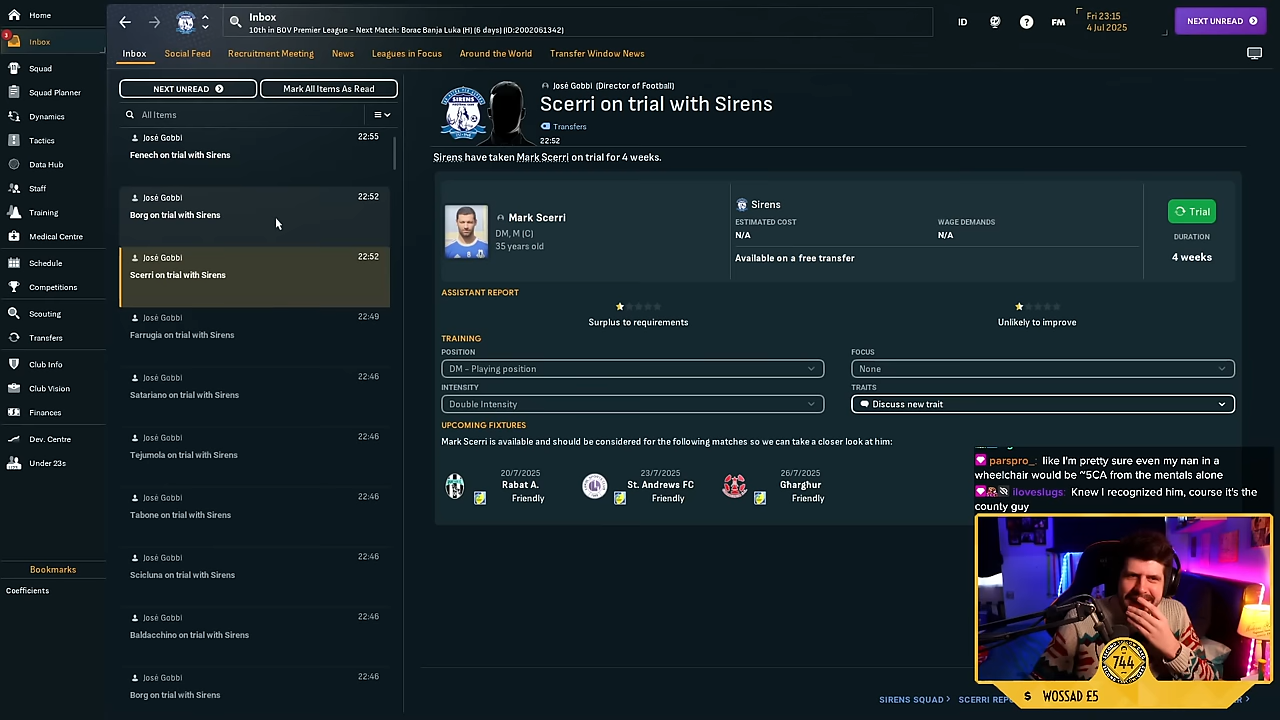 Home
Inbox
10th in BOV Premier League - Next Match: Borac Banja Luka (H) (6 days) (ID:2002061342)
ID
FM
Fri 23:15
4 Jul 2025
NEXT UNREAD
1
Inbox
Squad
Squad Planner
Dynamics
Tactics
Data Hub
Staff
Training
Medical Centre
Schedule
Competitions
Scouting
Transfers
Club Info
Club Vision
Finances
Dev. Centre
Under 23s
Bookmarks
Coefficients
Inbox
Social Feed
Recruitment Meeting
News
Leagues in Focus
Around the World
Transfer Window News
NEXT UNREAD
Mark All Items As Read
All Items
José Gobbi 22:55
Fenech on trial with Sirens
José Gobbi 22:52
Borg on trial with Sirens
José Gobbi 22:52
Scerri on trial with Sirens
José Gobbi 22:49
Farrugia on trial with Sirens
José Gobbi 22:46
Satariano on trial with Sirens
José Gobbi 22:46
Tejumola on trial with Sirens
José Gobbi 22:46
Tabone on trial with Sirens
José Gobbi 22:46
Scicluna on trial with Sirens
José Gobbi 22:46
Baldacchino on trial with Sirens
José Gobbi 22:46
Borg on trial with Sirens
SIRENS
José Gobbi (Director of Football)
Scerri on trial with Sirens
Transfers
22:52
Sirens have taken Mark Scerri on trial for 4 weeks.
Mark Scerri
DM, M (C)
35 years old
Sirens
ESTIMATED COST
N/A
WAGE DEMANDS
N/A
Available on a free transfer
Trial
DURATION
4 weeks
ASSISTANT REPORT
Surplus to requirements
Unlikely to improve
TRAINING
POSITION
DM - Playing position
FOCUS
None
INTENSITY
Double Intensity
TRAITS
Discuss new trait
UPCOMING FIXTURES
Mark Scerri is available and should be considered for the following matches so we can take a closer look at him:
20/7/2025
Rabat A.
Friendly
23/7/2025
St. Andrews FC
Friendly
26/7/2025
Gharghur
Friendly
parspro_: like I'm pretty sure even my nan in a
wheelchair would be ~5CA from the mentals alone
iloveslugs: Knew I recognized him, course it's the
county guy
744
$ WOSSAD £5
SIRENS SQUAD